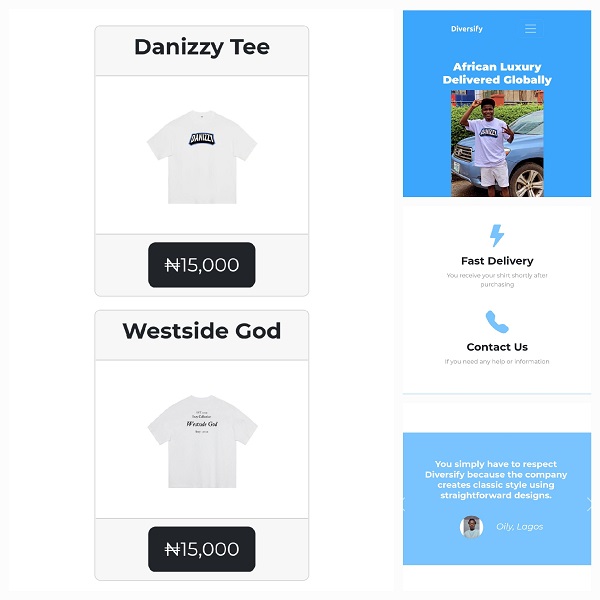 Danizzy Tee
DANIZZY
₦15,000
Westside God
Westside God
₦15,000
Diversify
African Luxury
Delivered Globally
DANIZZY
Fast Delivery
You receive your shirt shortly after
purchasing
Contact Us
If you need any help or information
You simply have to respect
Diversify because the company
creates classic style using
straightforward designs.
Oily, Lagos